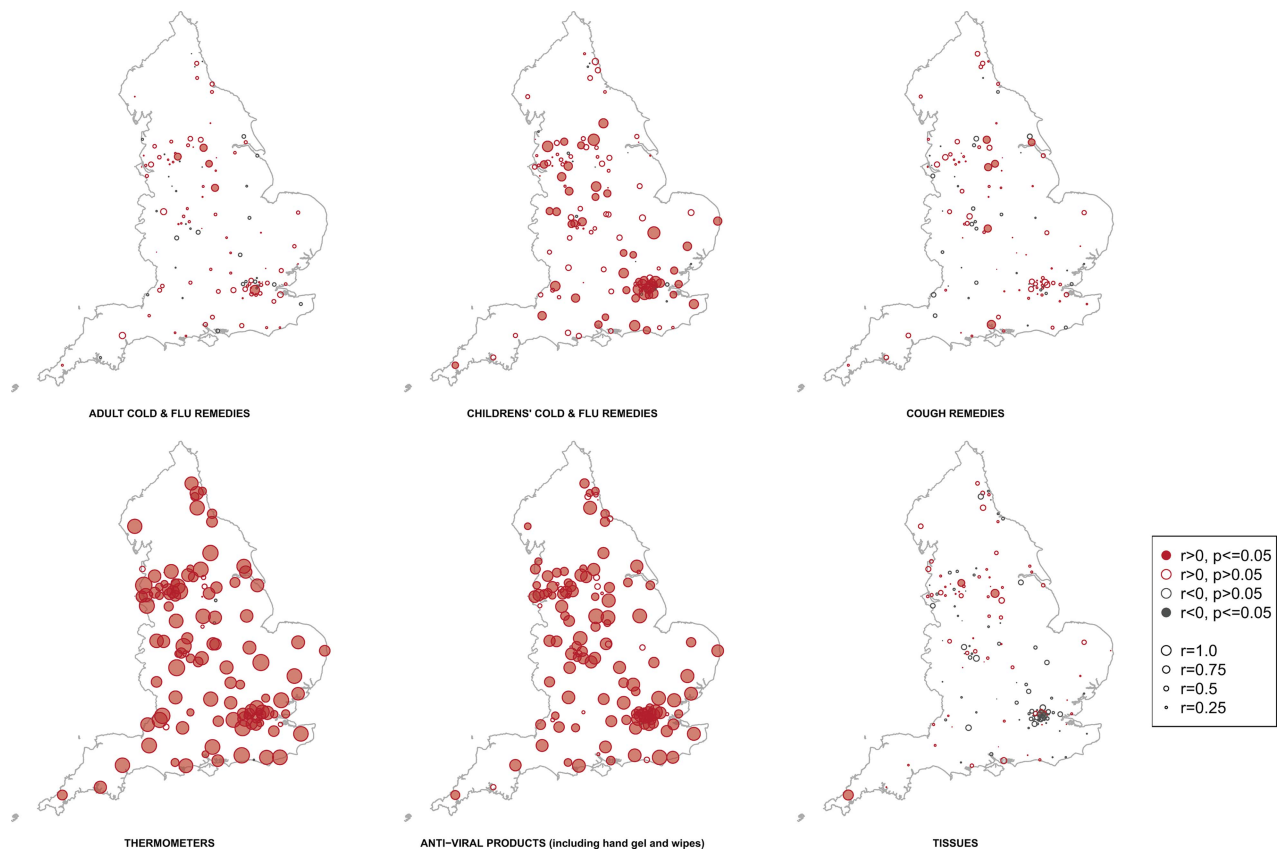 ADULT COLD & FLU REMEDIES
CHILDRENS' COLD & FLU REMEDIES
COUGH REMEDIES
THERMOMETERS
ANTI−VIRAL PRODUCTS (including hand gel and wipes)
TISSUES
r>0, p<=0.05
r>0, p>0.05
r<0, p>0.05
r<0, p<=0.05
r=1.0
r=0.75
r=0.5
r=0.25